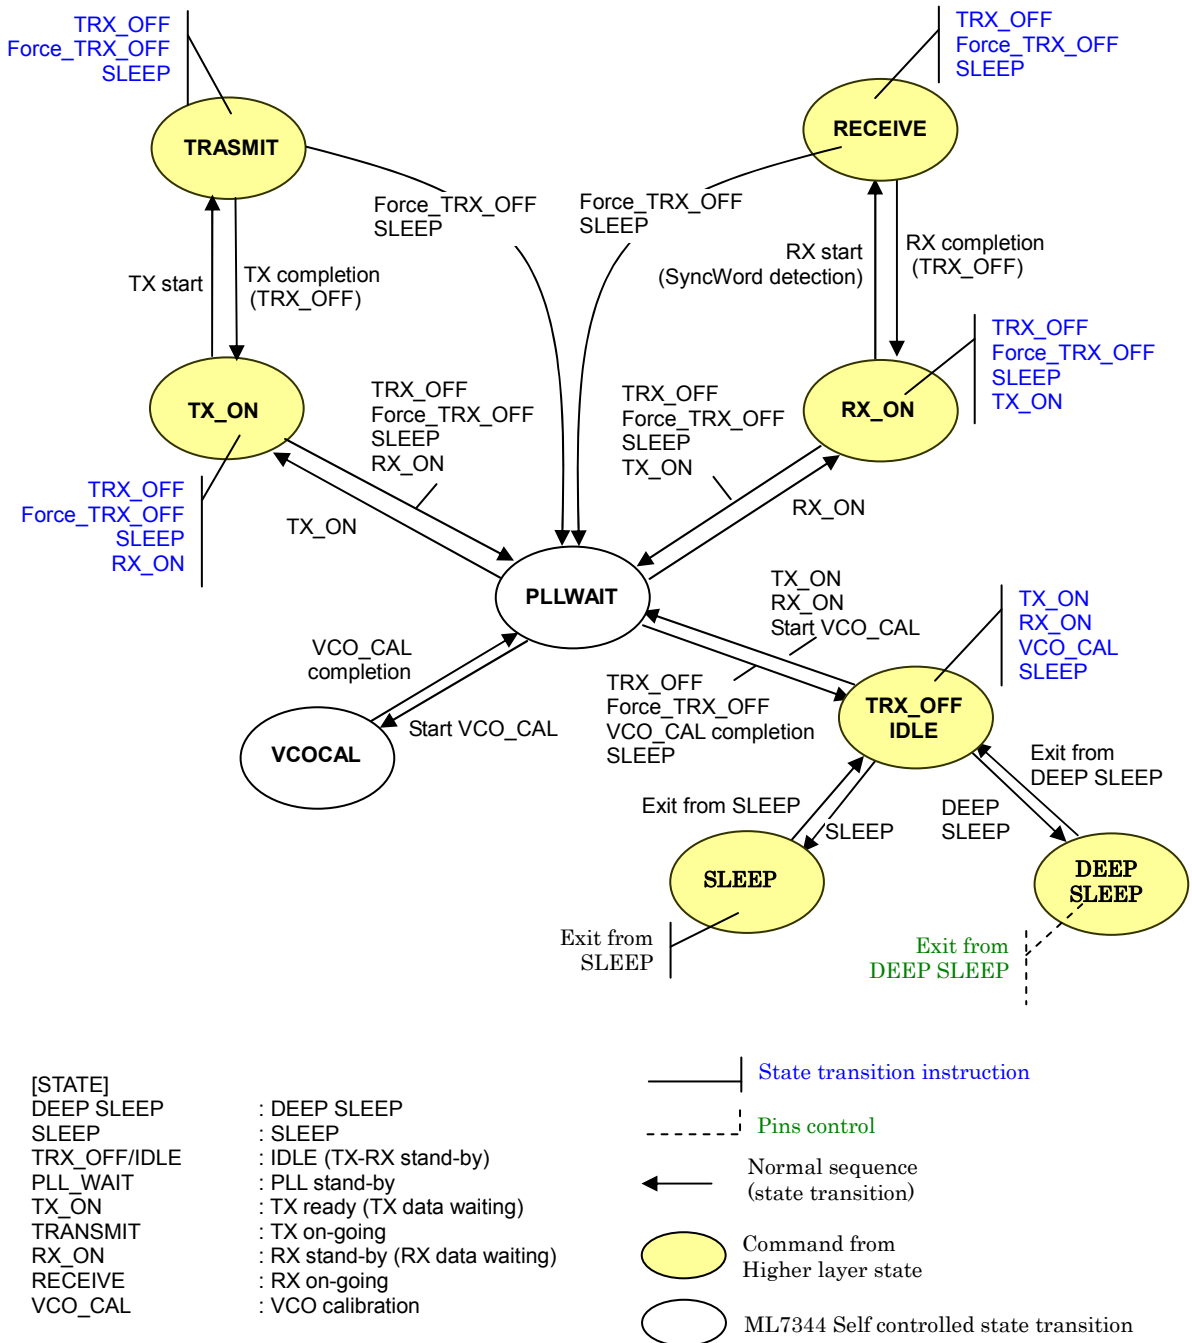 TRX_OFF
Force_TRX_OFF
SLEEP
TRX_OFF
Force_TRX_OFF
SLEEP
TRASMIT
RECEIVE
Force_TRX_OFF
SLEEP
Force_TRX_OFF
SLEEP
TX start
TX completion
(TRX_OFF)
RX start
(SyncWord detection)
RX completion
(TRX_OFF)
TRX_OFF
Force_TRX_OFF
SLEEP
TX_ON
TX_ON
TRX_OFF
Force_TRX_OFF
SLEEP
RX_ON
TRX_OFF
Force_TRX_OFF
SLEEP
TX_ON
RX_ON
TRX_OFF
Force_TRX_OFF
SLEEP
RX_ON
TX_ON
RX_ON
PLLWAIT
TX_ON
RX_ON
Start VCO_CAL
TX_ON
RX_ON
VCO_CAL
SLEEP
VCO_CAL
completion
Start VCO_CAL
VCOCAL
TRX_OFF
Force_TRX_OFF
VCO_CAL completion
SLEEP
TRX_OFF
IDLE
Exit from
DEEP SLEEP
Exit from SLEEP
SLEEP
DEEP
SLEEP
SLEEP
DEEP
SLEEP
Exit from
SLEEP
Exit from
DEEP SLEEP
[STATE]
DEEP SLEEP : DEEP SLEEP
SLEEP : SLEEP
TRX_OFF/IDLE : IDLE (TX-RX stand-by)
PLL_WAIT : PLL stand-by
TX_ON : TX ready (TX data waiting)
TRANSMIT : TX on-going
RX_ON : RX stand-by (RX data waiting)
RECEIVE : RX on-going
VCO_CAL : VCO calibration
State transition instruction
Pins control
Normal sequence
(state transition)
Command from
Higher layer state
ML7344 Self controlled state transition